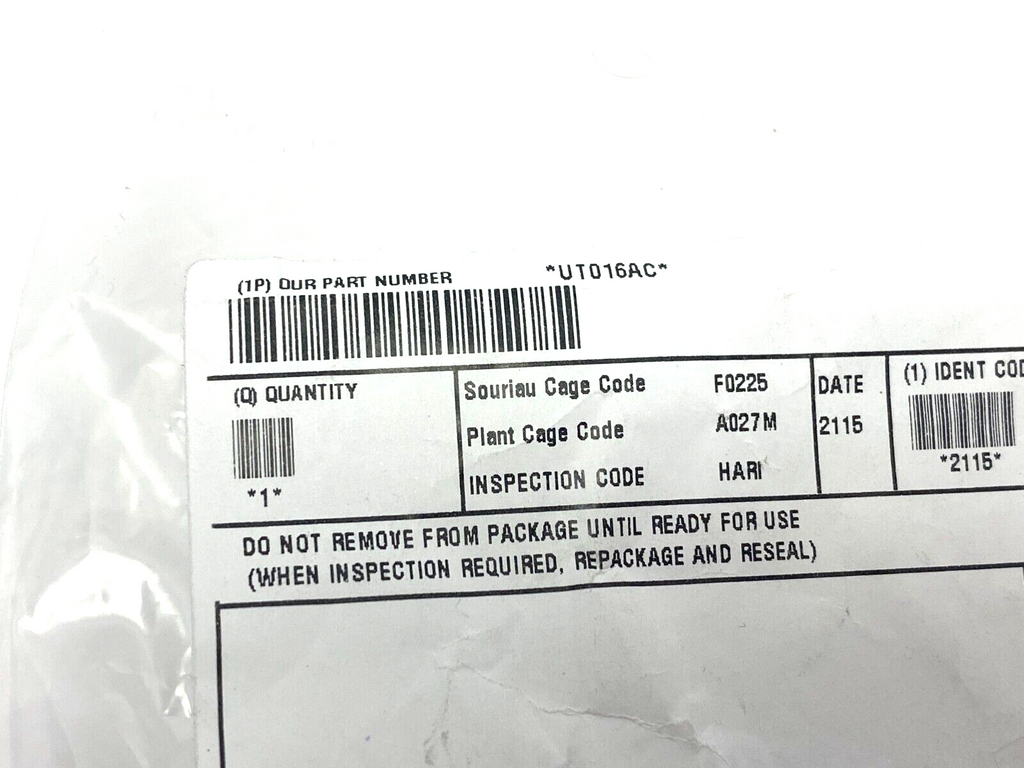 (1P) OUR PART NUMBER *UT016AC*
(Q) QUANTITY
*1*
Souriau Cage Code F0225
Plant Cage Code A027M
INSPECTION CODE HARI
DATE
2115
(1) IDENT COD
*2115*
DO NOT REMOVE FROM PACKAGE UNTIL READY FOR USE
(WHEN INSPECTION REQUIRED, REPACKAGE AND RESEAL)